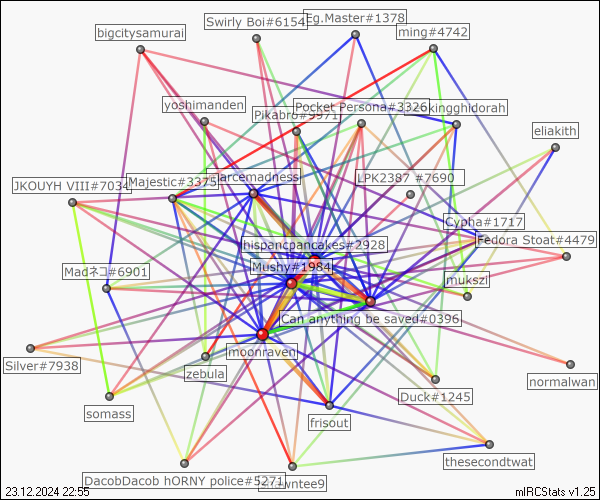 Swirly Boi#6154
Eg.Master#1378
bigcitysamurai
ming#4742
yoshimanden
Pocket Persona#3326
kingghidorah
Pikabro#9971
eliakith
JKOUYH VIII#7034
Majestic#3375
larcemadness
LPK2387 #7690
Cypha#1717
hispancpancakes#2928
Fedora Stoat#4479
Madネコ#6901
Mushy#1984
mukszl
Can anything be saved#0396
moonraven
Silver#7938
zebula
normalwan
Duck#1245
somass
frisout
thesecondtwat
DacobDacob hORNY police#5271
wntee9
23.12.2024 22:55
mIRCStats v1.25